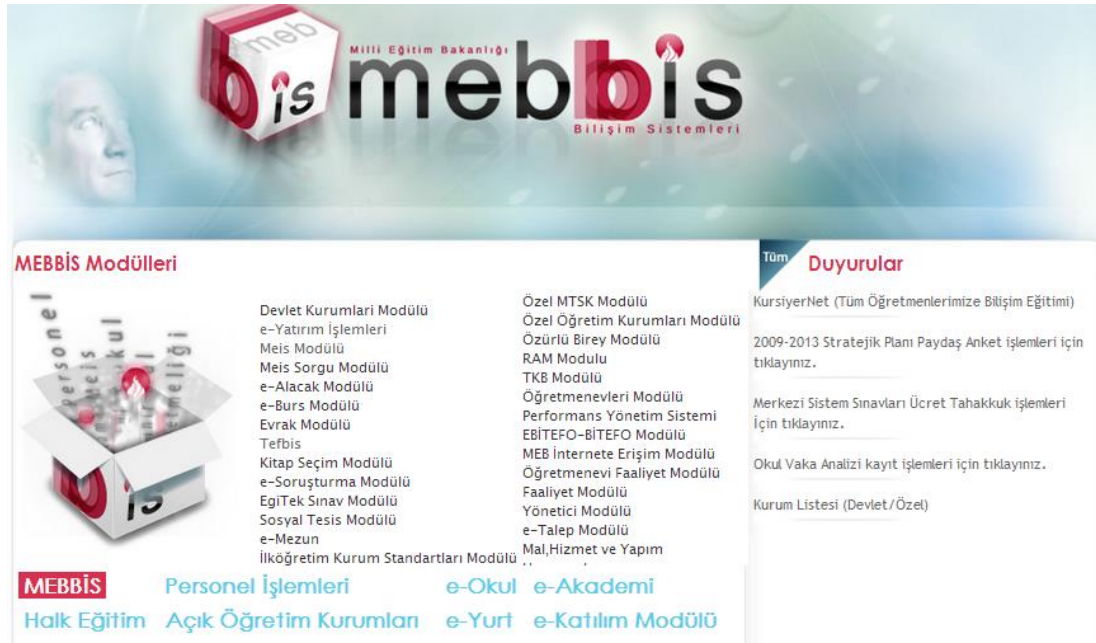 meb
bis
Milli Eğitim Bakanlığı
mebbis
Bilişim Sistemleri
MEBBİS Modülleri
Personel
Meis
bis
Devlet Kurumlari Modülü
e-Yatırım İşlemleri
Meis Modülü
Meis Sorgu Modülü
e-Alacak Modülü
e-Burs Modülü
Evrak Modülü
Tefbis
Kitap Seçim Modülü
e-Soruşturma Modülü
EgiTek Sınav Modülü
Sosyal Tesis Modülü
e-Mezun
İlköğretim Kurum Standartları Modülü
Özel MTSK Modülü
Özel Öğretim Kurumları Modülü
Özürlü Birey Modülü
RAM Modulu
TKB Modülü
Öğretmenevleri Modülü
Performans Yönetim Sistemi
EBİTEFO-BİTEFO Modülü
MEB İnternete Erişim Modülü
Öğretmenevi Faaliyet Modülü
Faaliyet Modülü
Yönetici Modülü
e-Talep Modülü
Mal,Hizmet ve Yapım
Tüm Duyurular
KursiyerNet (Tüm Öğretmenlerimize Bilişim Eğitimi)
2009-2013 Stratejik Planı Paydaş Anket işlemleri için
tıklayınız.
Merkezi Sistem Sınavları Ücret Tahakkuk işlemleri
İçin tıklayınız.
Okul Vaka Analizi kayıt işlemleri için tıklayınız.
Kurum Listesi (Devlet/Özel)
MEBBİS Personel İşlemleri e-Okul e-Akademi
Halk Eğitim Açık Öğretim Kurumları e-Yurt e-Katılım Modülü